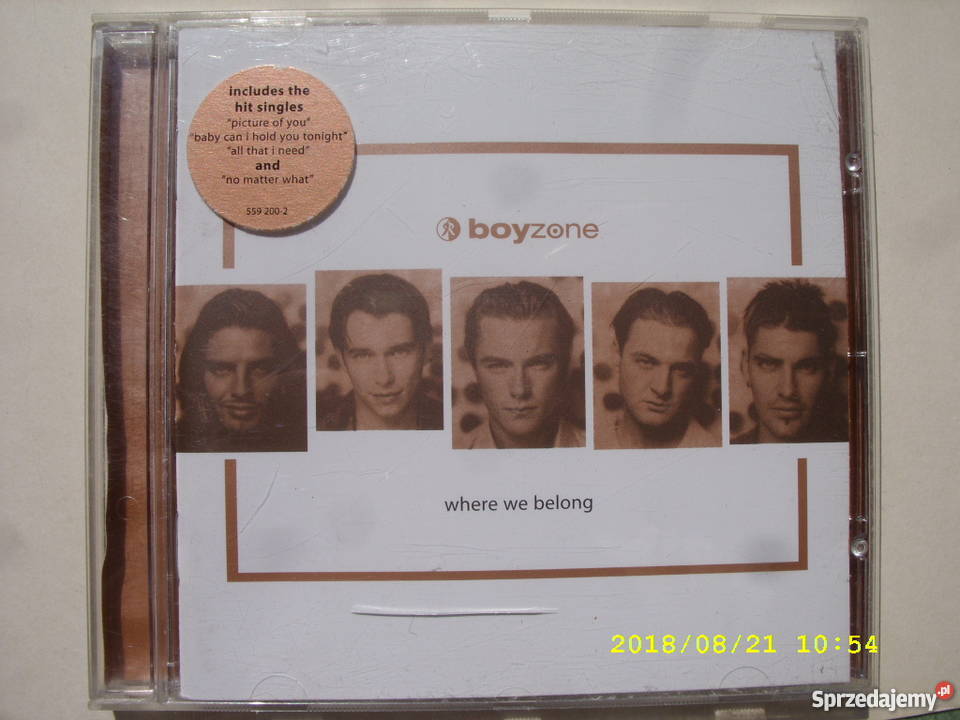 includes the
hit singles
"picture of you"
"baby can i hold you tonight"
"all that i need"
and
"no matter what"
559 200-2
boyzone
where we belong
2018/08/21 10:54
Sprzedajemy.pl